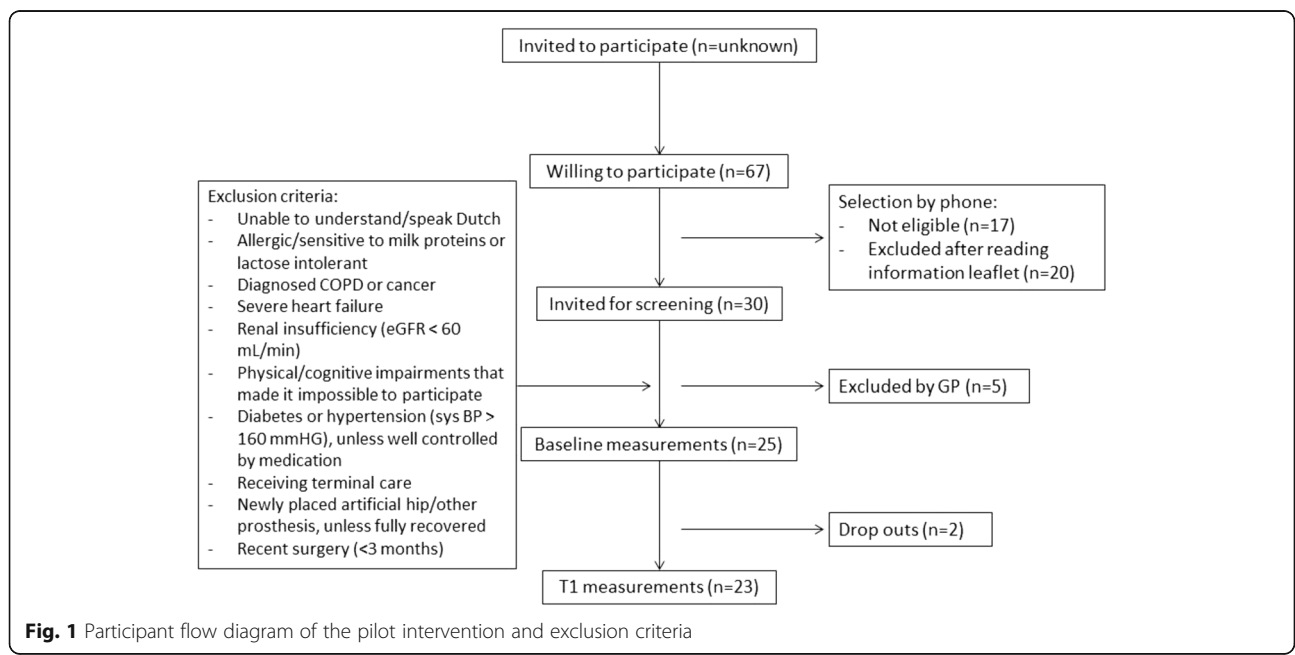 Invited to participate (n=unknown)
Willing to participate (n=67)
Exclusion criteria:
- Unable to understand/speak Dutch
- Allergic/sensitive to milk proteins or
lactose intolerant
- Diagnosed COPD or cancer
- Severe heart failure
- Renal insufficiency (eGFR < 60
mL/min)
- Physical/cognitive impairments that
made it impossible to participate
- Diabetes or hypertension (sys BP >
160 mmHG), unless well controlled
by medication
- Receiving terminal care
- Newly placed artificial hip/other
prosthesis, unless fully recovered
- Recent surgery (<3 months)
Selection by phone:
- Not eligible (n=17)
- Excluded after reading
information leaflet (n=20)
Invited for screening (n=30)
Excluded by GP (n=5)
Baseline measurements (n=25)
Drop outs (n=2)
T1 measurements (n=23)
Fig. 1 Participant flow diagram of the pilot intervention and exclusion criteria